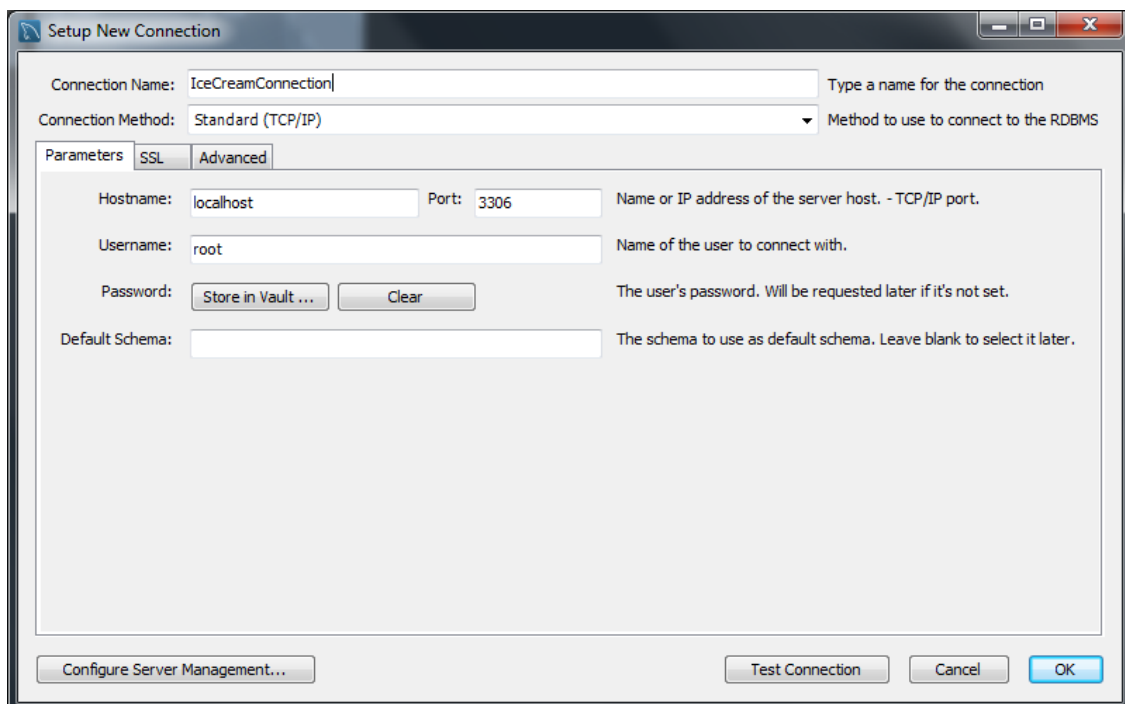 Setup New Connection
Connection Name: IceCreamConnection Type a name for the connection
Connection Method: Standard (TCP/IP) Method to use to connect to the RDBMS
Parameters SSL Advanced
Hostname: localhost Port: 3306 Name or IP address of the server host. - TCP/IP port.
Username: root Name of the user to connect with.
Password: Store in Vault ... Clear The user's password. Will be requested later if it's not set.
Default Schema: The schema to use as default schema. Leave blank to select it later.
Configure Server Management... Test Connection Cancel OK